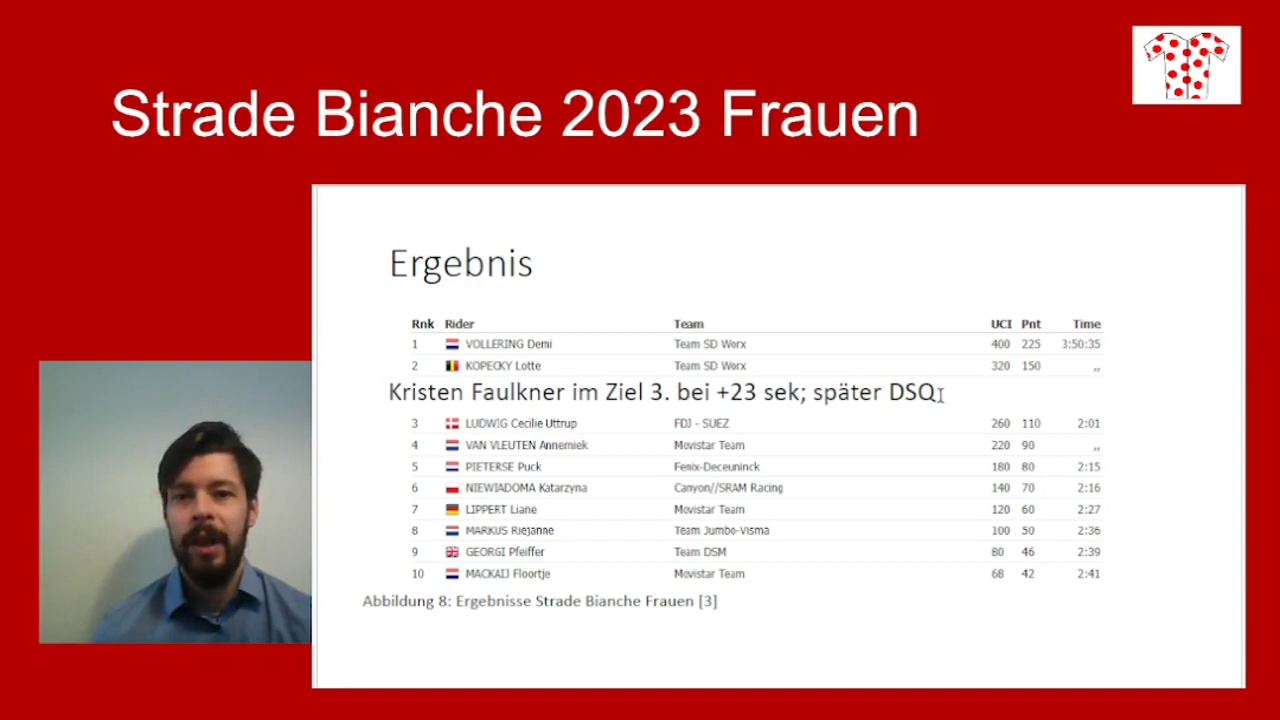 Strade Bianche 2023 Frauen
Ergebnis
Rnk Rider Team UCI Pnt Time
1 VOLLERING Demi Team SD Worx 400 225 3:50:35
2 KOPECKY Lotte Team SD Worx 320 150 ,,
Kristen Faulkner im Ziel 3. bei +23 sek; später DSQ
3 LUDWIG Cecilie Uttrup FDJ - SUEZ 260 110 2:01
4 VAN VLEUTEN Annemiek Movistar Team 220 90 ,,
5 PIETERSE Puck Fenix-Deceuninck 180 80 2:15
6 NIEWIADOMA Katarzyna Canyon//SRAM Racing 140 70 2:16
7 LIPPERT Liane Movistar Team 120 60 2:27
8 MARKUS Riejanne Team Jumbo-Visma 100 50 2:36
9 GEORGI Pfeiffer Team DSM 80 46 2:39
10 MACKAIJ Floortje Movistar Team 68 42 2:41
Abbildung 8: Ergebnisse Strade Bianche Frauen [3]